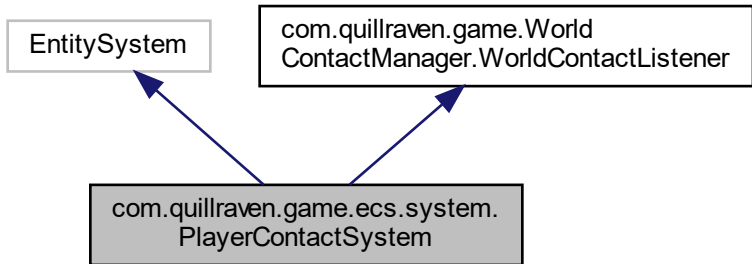 EntitySystem
com.quillraven.game.World
ContactManager.WorldContactListener
com.quillraven.game.ecs.system.
PlayerContactSystem